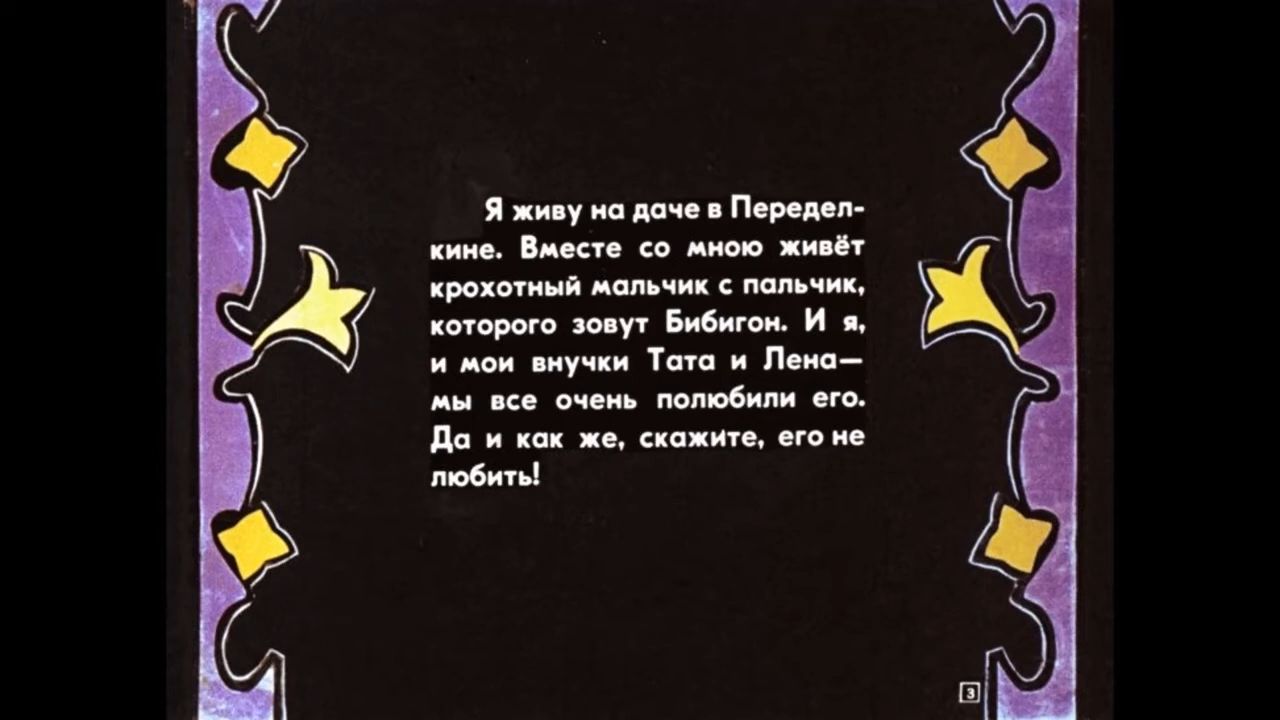 Я живу на даче в Передел-
кине. Вместе со мною живёт
крохотный мальчик с пальчик,
которого зовут Бибигон. И я,
и мои внучки Тата и Лена—
мы все очень полюбили его.
Да и как же, скажите, его не
любить!
3